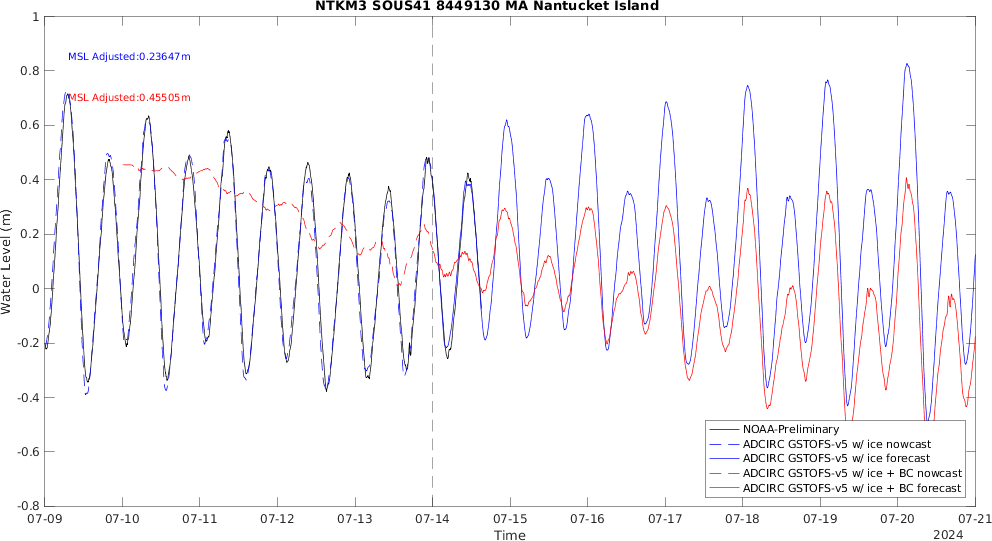 NTKM3 SOUS41 8449130 MA Nantucket Island
1
0.8
0.6
0.4
0.2
0
-0.2
-0.4
-0.6
-0.8
Water Level (m)
MSL Adjusted:0.23647m
MSL Adjusted:0.45505m
NOAA-Preliminary
ADCIRC GSTOFS-v5 w/ ice nowcast
ADCIRC GSTOFS-v5 w/ ice forecast
ADCIRC GSTOFS-v5 w/ ice + BC nowcast
ADCIRC GSTOFS-v5 w/ ice + BC forecast
07-09 07-10 07-11 07-12 07-13 07-14 07-15 07-16 07-17 07-18 07-19 07-20 07-21
Time
2024